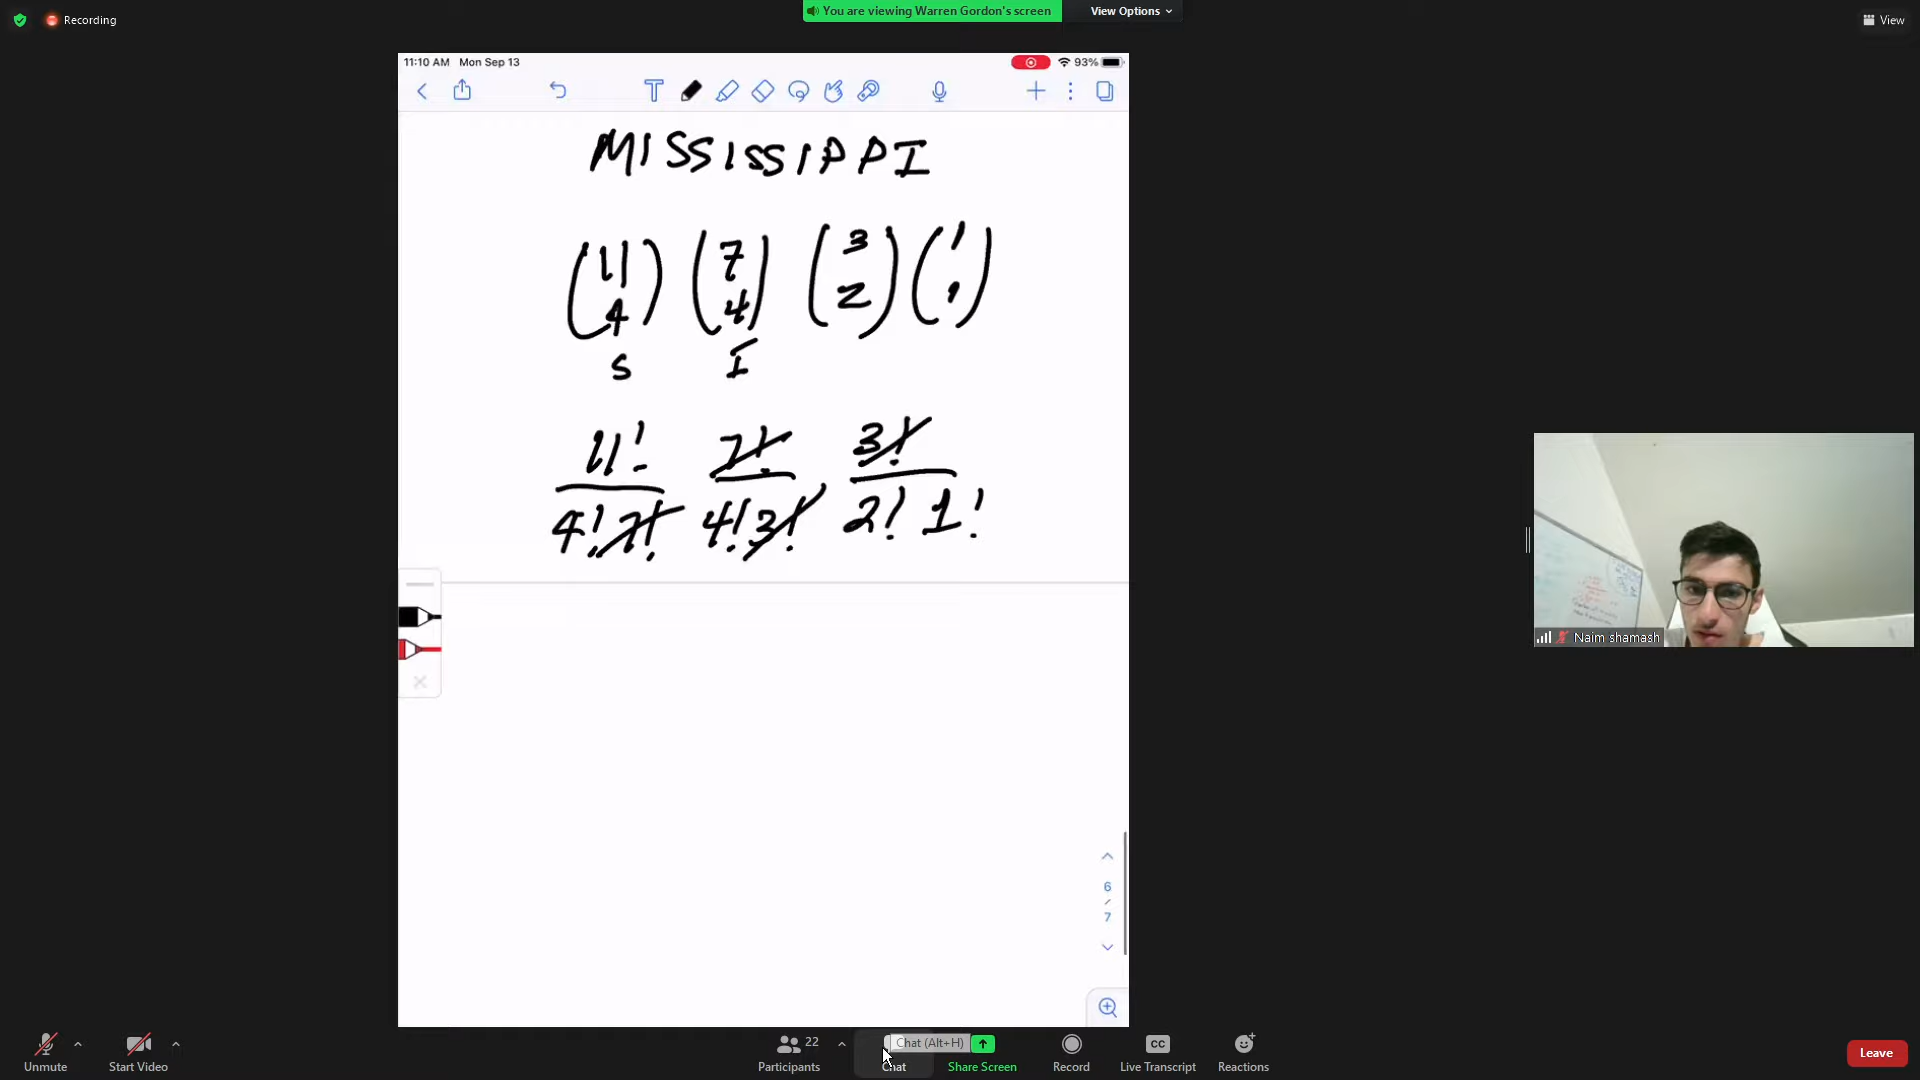 Recording
You are viewing Warren Gordon's screen
View Options
View
11:10 AM Mon Sep 13
93%
MISSISSIPPI
(11 4) (7 4) (3 2) (1 1)
S I
11! 7! 3!
4! 7! 4! 3! 2! 1!
6
/
7
Naim shamash
Unmute
Start Video
22
Participants
Chat (Alt+H)
Chat
Share Screen
Record
CC
Live Transcript
Reactions
Leave